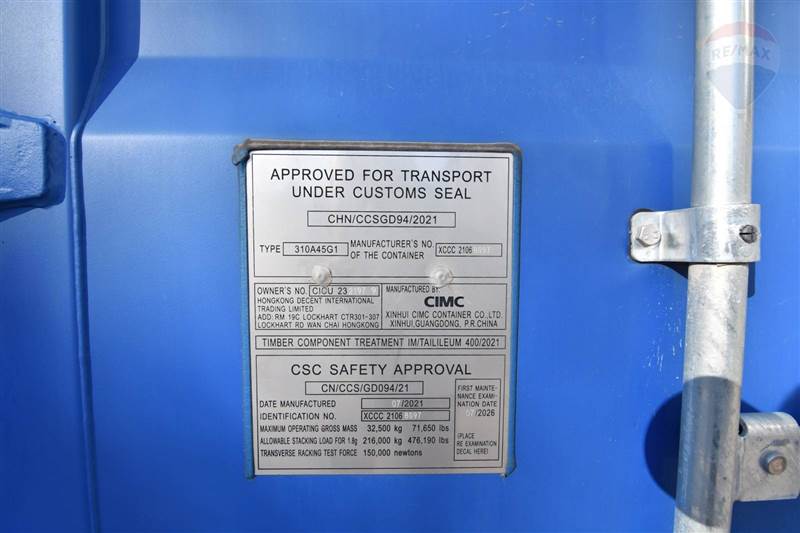 RE/MAX
APPROVED FOR TRANSPORT
UNDER CUSTOMS SEAL
CHN/CCSGD94/2021
TYPE 310A45G1 MANUFACTURER'S NO. OF THE CONTAINER XCCC 2106
OWNER'S NO. CICU 23
HONGKONG DECENT INTERNATIONAL
TRADING LIMITED
ADD: RM 19C LOCKHART CTR301-307
LOCKHART RD WAN CHAI HONGKONG
MANUFACTURED BY:
CIMC
XINHUI CIMC CONTAINER CO.,LTD.
XINHUI,GUANGDONG, P.R.CHINA
TIMBER COMPONENT TREATMENT IM/TAILILEUM 400/2021
CSC SAFETY APPROVAL
CN/CCS/GD094/21
DATE MANUFACTURED 07/2021
IDENTIFICATION NO. XCCC 2106
MAXIMUM OPERATING GROSS MASS 32,500 kg 71,650 lbs
ALLOWABLE STACKING LOAD FOR 1.8g 216,000 kg 476,190 lbs
TRANSVERSE RACKING TEST FORCE 150,000 newtons
FIRST MAINTE-
NANCE EXAMI-
NATION DATE
07/2026
(PLACE
RE EXAMINATION
DECAL HERE)